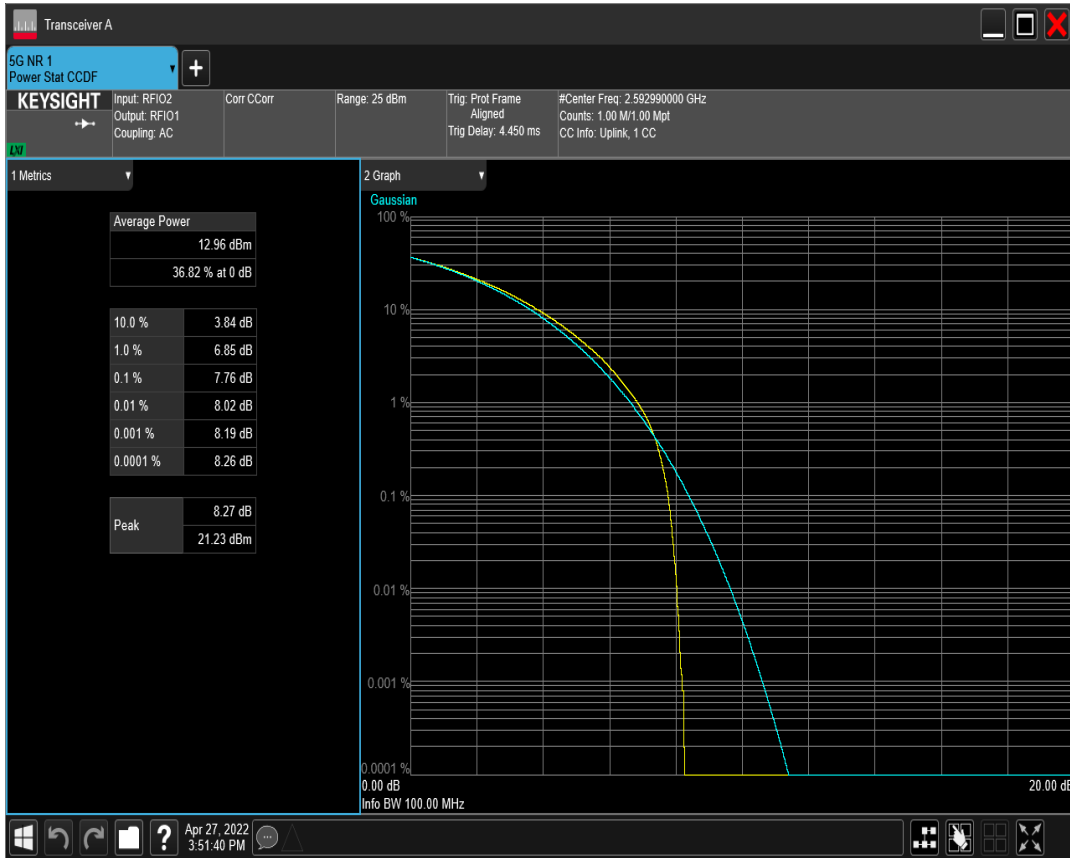 Transceiver A
5G NR 1
Power Stat CCDF
KEYSIGHT
LXI
Input: RFIO2
Output: RFIO1
Coupling: AC
Corr CCorr
Range: 25 dBm
Trig: Prot Frame
Aligned
Trig Delay: 4.450 ms
#Center Freq: 2.592990000 GHz
Counts: 1.00 M/1.00 Mpt
CC Info: Uplink, 1 CC
1 Metrics
Average Power
12.96 dBm
36.82 % at 0 dB
10.0 % 3.84 dB
1.0 % 6.85 dB
0.1 % 7.76 dB
0.01 % 8.02 dB
0.001 % 8.19 dB
0.0001 % 8.26 dB
Peak 8.27 dB
21.23 dBm
2 Graph
Gaussian
100 %
10 %
1 %
0.1 %
0.01 %
0.001 %
0.0001 %
0.00 dB 20.00 dB
Info BW 100.00 MHz
? Apr 27, 2022
3:51:40 PM